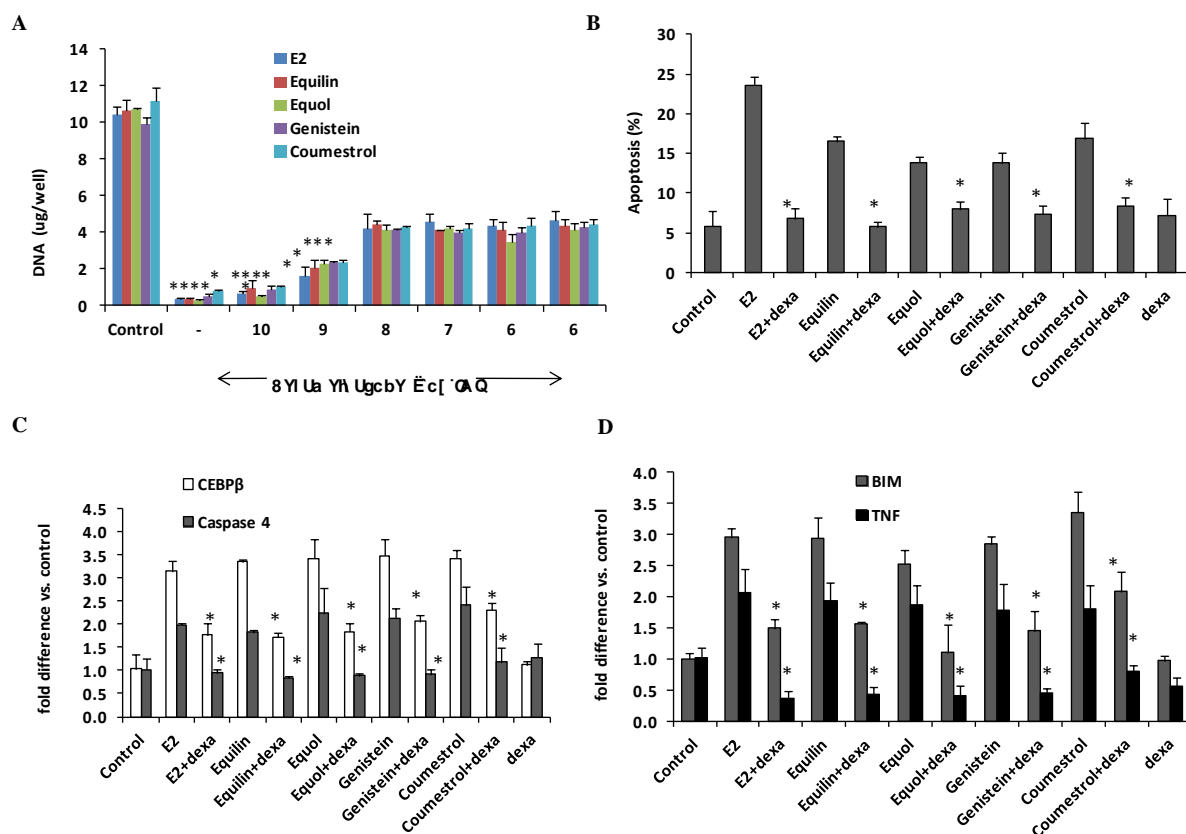 A
14
12
10
8
6
4
2
0
DNA (ug/well)
E2
Equilin
Equol
Genistein
Coumestrol
* * * * *
* * * * *
* * * * *
Control - 10 9 8 7 6 6
B
30
25
20
15
10
5
0
Apoptosis (%)
* * * * *
Control E2 E2+dexa Equilin Equilin+dexa Equol Equol+dexa Genistein Genistein+dexa Coumestrol Coumestrol+dexa dexa
C
CEBPβ
Caspase 4
4.5
4.0
3.5
3.0
2.5
2.0
1.5
1.0
0.5
0.0
fold difference vs. control
* * * * *
* * * * *
Control E2 E2+dexa Equilin Equilin+dexa Equol Equol+dexa Genistein Genistein+dexa Coumestrol Coumestrol+dexa dexa
D
BIM
TNF
4.0
3.5
3.0
2.5
2.0
1.5
1.0
0.5
0.0
fold difference vs. control
* * * * *
* * * * *
Control E2 E2+dexa Equilin Equilin+dexa Equol Equol+dexa Genistein Genistein+dexa Coumestrol Coumestrol+dexa dexa